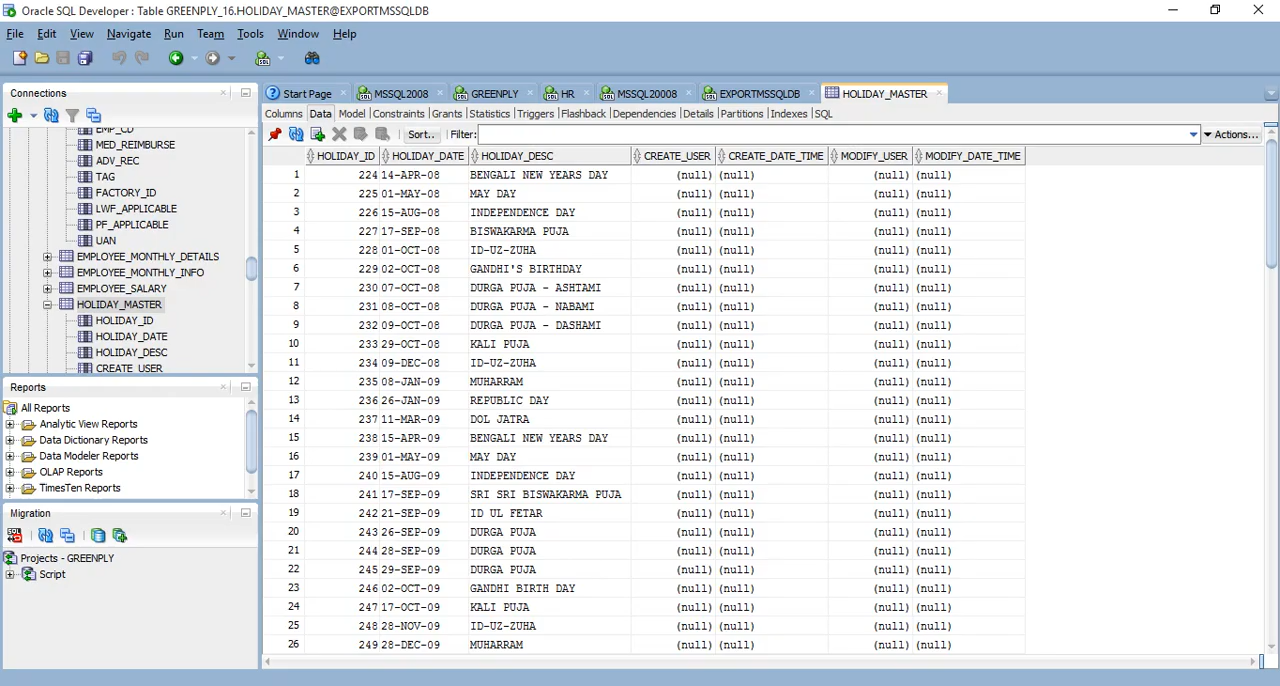 Oracle SQL Developer : Table GREENPLY_16.HOLIDAY_MASTER@EXPORTMSSQLDB
File Edit View Navigate Run Team Tools Window Help
Connections
EMP_CD
MED_REIMBURSE
ADV_REC
TAG
FACTORY_ID
LWF_APPLICABLE
PF_APPLICABLE
UAN
EMPLOYEE_MONTHLY_DETAILS
EMPLOYEE_MONTHLY_INFO
EMPLOYEE_SALARY
HOLIDAY_MASTER
HOLIDAY_ID
HOLIDAY_DATE
HOLIDAY_DESC
CREATE_USER
Reports
All Reports
Analytic View Reports
Data Dictionary Reports
Data Modeler Reports
OLAP Reports
TimesTen Reports
Migration
Projects - GREENPLY
Script
Start Page MSSQL2008 GREENPLY HR MSSQL20008 EXPORTMSSQLDB HOLIDAY_MASTER
Columns Data Model Constraints Grants Statistics Triggers Flashback Dependencies Details Partitions Indexes SQL
Sort.. Filter: Actions...
HOLIDAY_ID HOLIDAY_DATE HOLIDAY_DESC CREATE_USER CREATE_DATE_TIME MODIFY_USER MODIFY_DATE_TIME
1 224 14-APR-08 BENGALI NEW YEARS DAY (null) (null) (null) (null)
2 225 01-MAY-08 MAY DAY (null) (null) (null) (null)
3 226 15-AUG-08 INDEPENDENCE DAY (null) (null) (null) (null)
4 227 17-SEP-08 BISWAKARMA PUJA (null) (null) (null) (null)
5 228 01-OCT-08 ID-UZ-ZUHA (null) (null) (null) (null)
6 229 02-OCT-08 GANDHI'S BIRTHDAY (null) (null) (null) (null)
7 230 07-OCT-08 DURGA PUJA - ASHTAMI (null) (null) (null) (null)
8 231 08-OCT-08 DURGA PUJA - NABAMI (null) (null) (null) (null)
9 232 09-OCT-08 DURGA PUJA - DASHAMI (null) (null) (null) (null)
10 233 29-OCT-08 KALI PUJA (null) (null) (null) (null)
11 234 09-DEC-08 ID-UZ-ZUHA (null) (null) (null) (null)
12 235 08-JAN-09 MUHARRAM (null) (null) (null) (null)
13 236 26-JAN-09 REPUBLIC DAY (null) (null) (null) (null)
14 237 11-MAR-09 DOL JATRA (null) (null) (null) (null)
15 238 15-APR-09 BENGALI NEW YEARS DAY (null) (null) (null) (null)
16 239 01-MAY-09 MAY DAY (null) (null) (null) (null)
17 240 15-AUG-09 INDEPENDENCE DAY (null) (null) (null) (null)
18 241 17-SEP-09 SRI SRI BISWAKARMA PUJA (null) (null) (null) (null)
19 242 21-SEP-09 ID UL FETAR (null) (null) (null) (null)
20 243 26-SEP-09 DURGA PUJA (null) (null) (null) (null)
21 244 28-SEP-09 DURGA PUJA (null) (null) (null) (null)
22 245 29-SEP-09 DURGA PUJA (null) (null) (null) (null)
23 246 02-OCT-09 GANDHI BIRTH DAY (null) (null) (null) (null)
24 247 17-OCT-09 KALI PUJA (null) (null) (null) (null)
25 248 28-NOV-09 ID-UZ-ZUHA (null) (null) (null) (null)
26 249 28-DEC-09 MUHARRAM (null) (null) (null) (null)